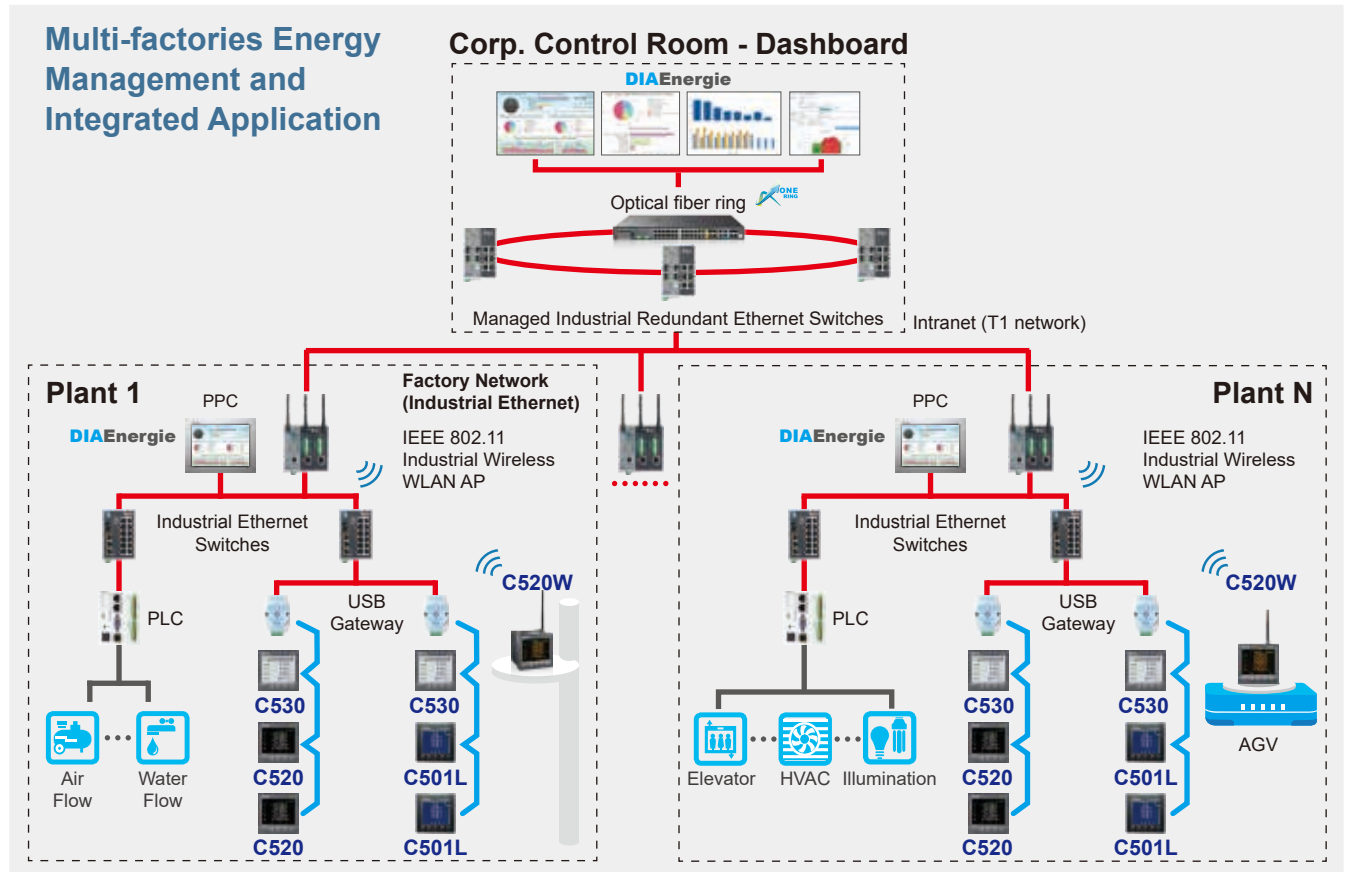 Multi-factories Energy
Management and
Integrated Application
Corp. Control Room - Dashboard
DIAEnergie
Optical fiber ring
ONE
RING
Managed Industrial Redundant Ethernet Switches
Intranet (T1 network)
Plant 1
PPC
DIAEnergie
Factory Network
(Industrial Ethernet)
IEEE 802.11
Industrial Wireless
WLAN AP
Industrial Ethernet
Switches
C520W
PLC
USB
Gateway
C530
C530
C520
C501L
C520
C501L
Air
Flow
Water
Flow
Plant N
PPC
DIAEnergie
IEEE 802.11
Industrial Wireless
WLAN AP
Industrial Ethernet
Switches
C520W
PLC
USB
Gateway
C530
C530
C520
C501L
C520
C501L
Elevator
HVAC
Illumination
AGV